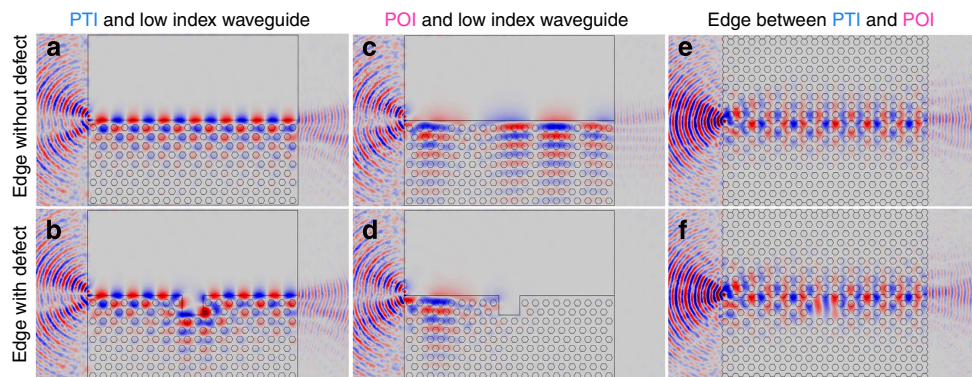 PTI and low index waveguide
POI and low index waveguide
Edge between PTI and POI
Edge without defect
a
c
e
Edge with defect
b
d
f